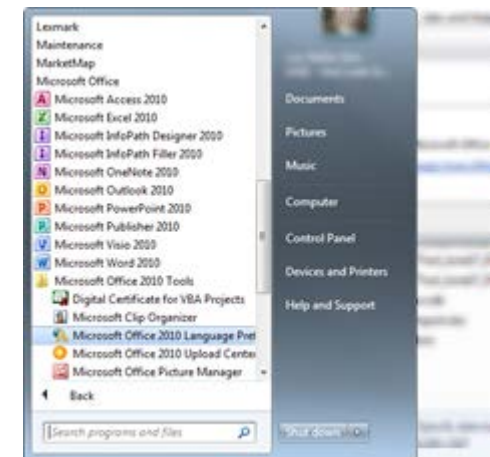 Lexmark
Maintenance
MarketMap
Microsoft Office
Microsoft Access 2010
Microsoft Excel 2010
Microsoft InfoPath Designer 2010
Microsoft InfoPath Filler 2010
Microsoft OneNote 2010
Microsoft Outlook 2010
Microsoft PowerPoint 2010
Microsoft Publisher 2010
Microsoft Visio 2010
Microsoft Word 2010
Microsoft Office 2010 Tools
Digital Certificate for VBA Projects
Microsoft Clip Organizer
Microsoft Office 2010 Language Pref
Microsoft Office 2010 Upload Center
Microsoft Office Picture Manager
Back
Search programs and files
Documents
Pictures
Music
Computer
Control Panel
Devices and Printers
Help and Support
Shut down